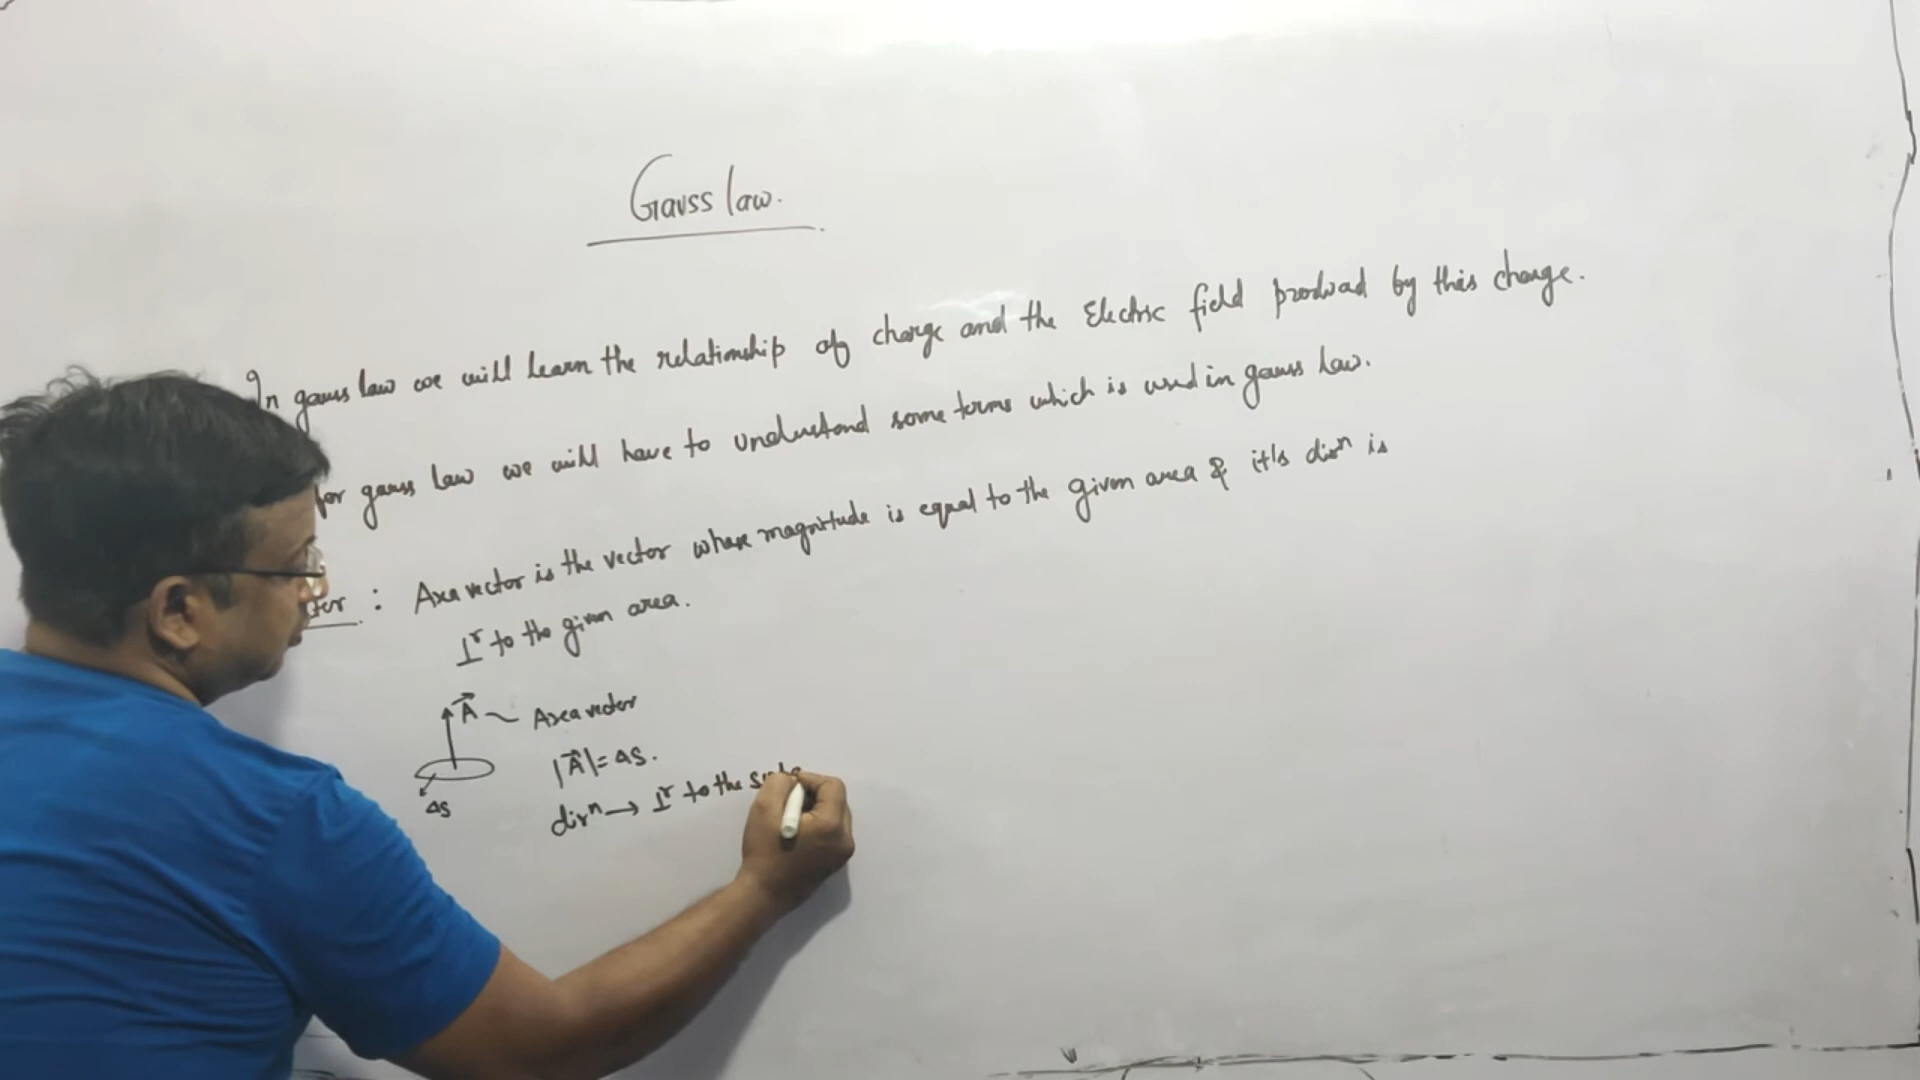 Gauss law.
In gauss law we will learn the relationship of charge and the Electric field produced by this charge.
for gauss law we will have to understand some terms which is used in gauss law.
: Area vector is the vector whose magnitude is equal to the given area & it's dirⁿ is
⊥ʳ to the given area.
A⃗ Area vector
|A⃗| = ΔS.
ΔS
dirⁿ → ⊥ʳ to the